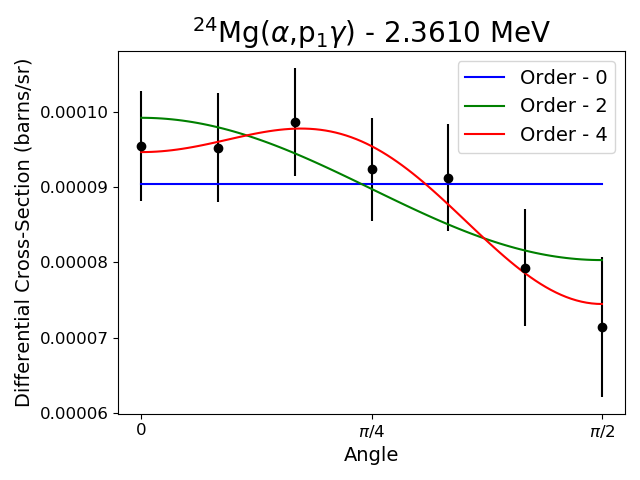 ²⁴Mg(α,p₁γ) - 2.3610 MeV
Order - 0
Order - 2
Order - 4
Differential Cross-Section (barns/sr)
0.00010
0.00009
0.00008
0.00007
0.00006
0 π/4 π/2
Angle